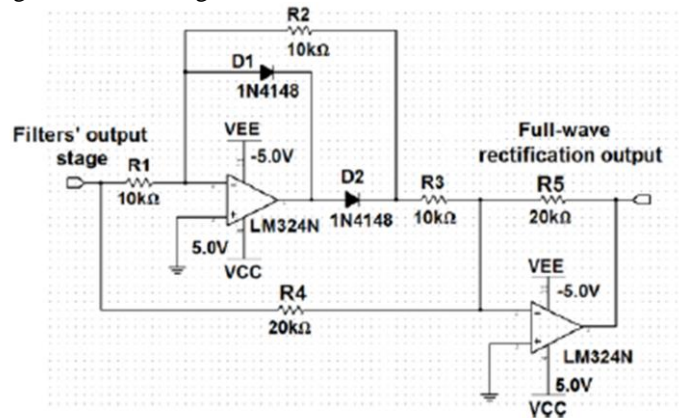 R2
10kΩ
D1
1N4148
Filters' output
stage
VEE
-5.0V
Full-wave
rectification output
R1
10kΩ
D2
1N4148
R3
10kΩ
R5
20kΩ
LM324N
5.0V
VCC
VEE
-5.0V
R4
20kΩ
LM324N
5.0V
VCC